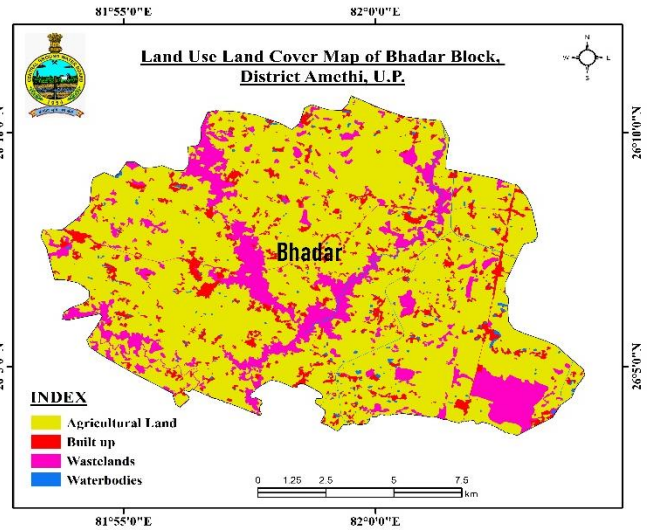 81°55'0"E
82°0'0"E
Land Use Land Cover Map of Bhadar Block,
District Amethi, U.P.
N
W
S
26°10'0"N
Bhadar
26°5'0"N
INDEX
Agricultural Land
Built up
Wastelands
Waterbodies
0 1.25 2.5 5 7.5
km
81°55'0"E
82°0'0"E